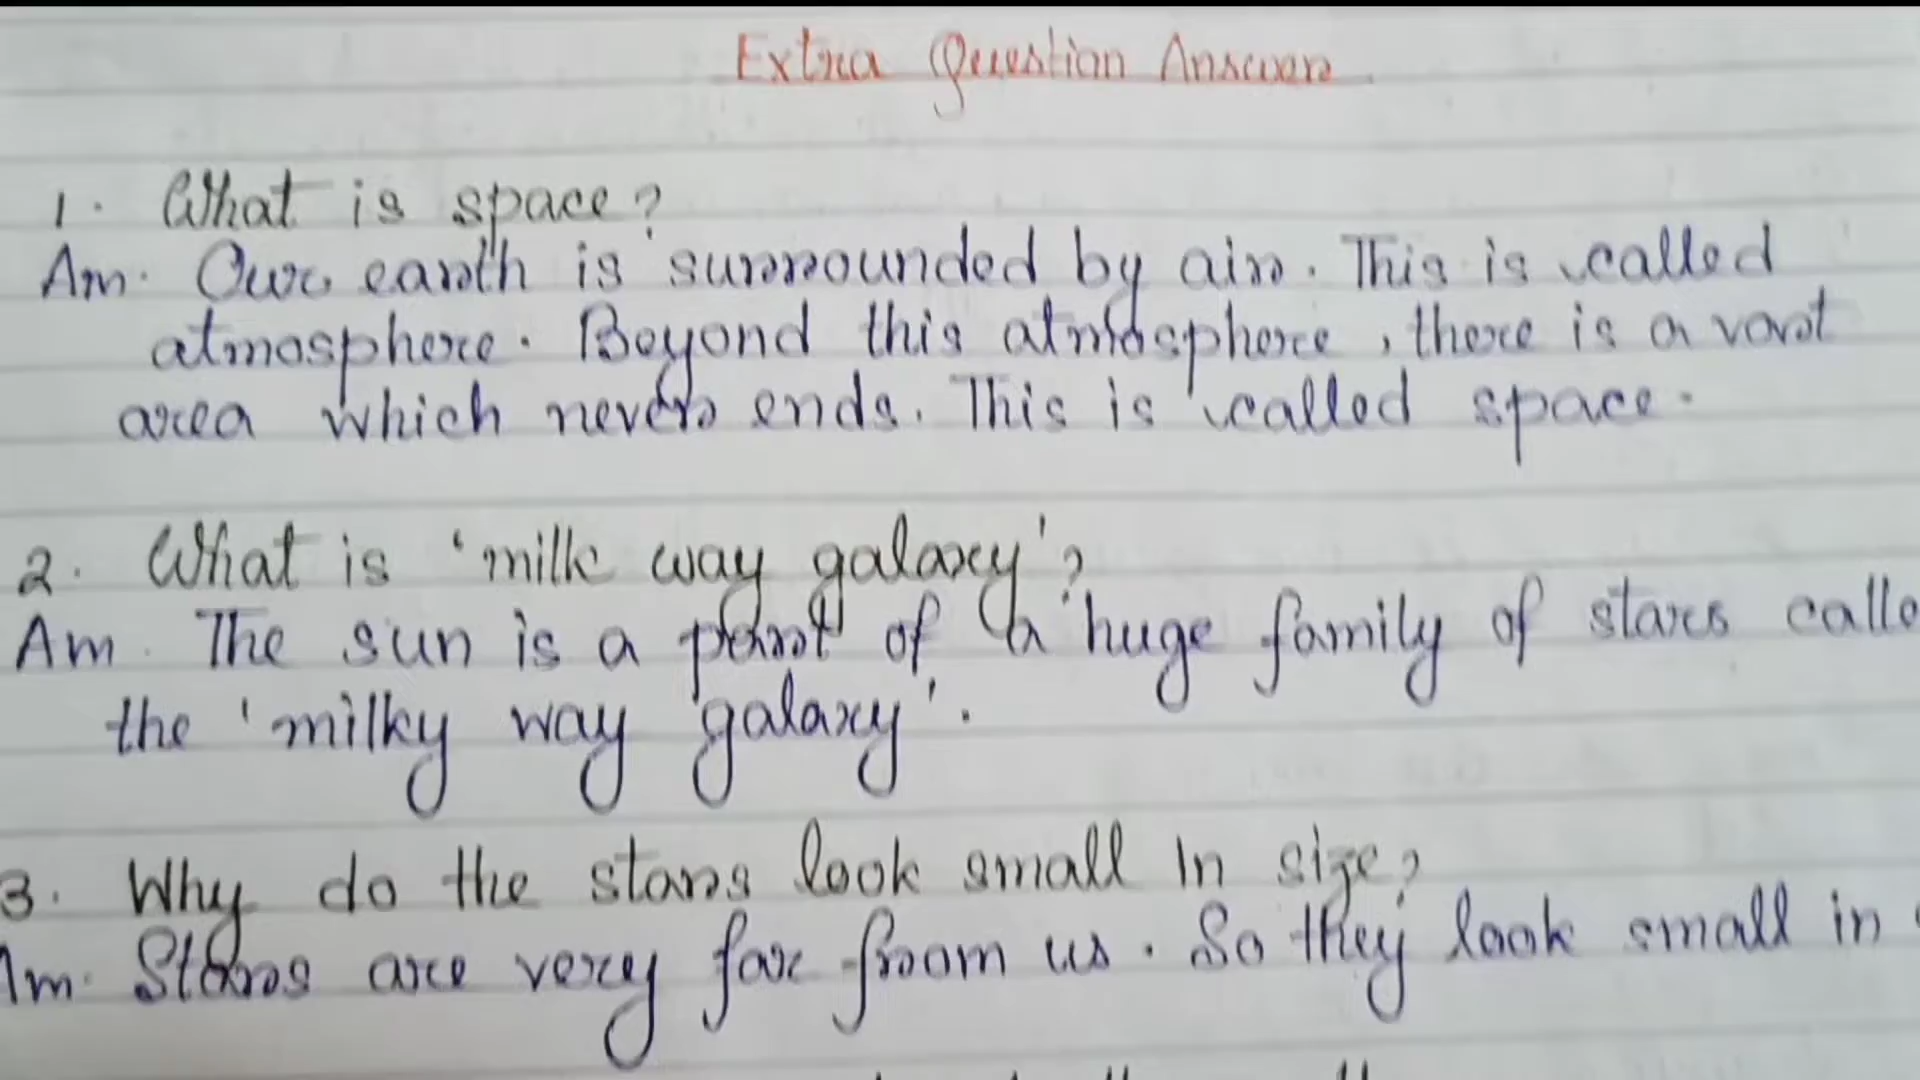 Extra Question Answers
1. What is space?
Ans. Our earth is surrounded by air. This is called
atmosphere. Beyond this atmosphere, there is a vast
area which never ends. This is called space.
2. What is 'milk way galaxy'?
Ans. The sun is a part of a huge family of stars calle
the 'milky way galaxy'.
3. Why do the stars look small in size?
Ans. Stars are very far from us. So they look small in